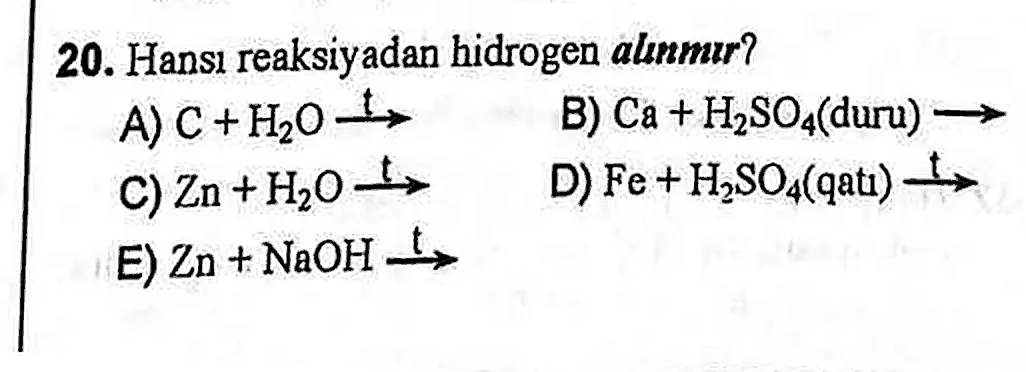 20. Hansı reaksiyadan hidrogen alınmır?
A) C + H₂O —t→ B) Ca + H₂SO₄(duru) ⟶
C) Zn + H₂O —t→ D) Fe + H₂SO₄(qatı) —t→
E) Zn + NaOH —t→